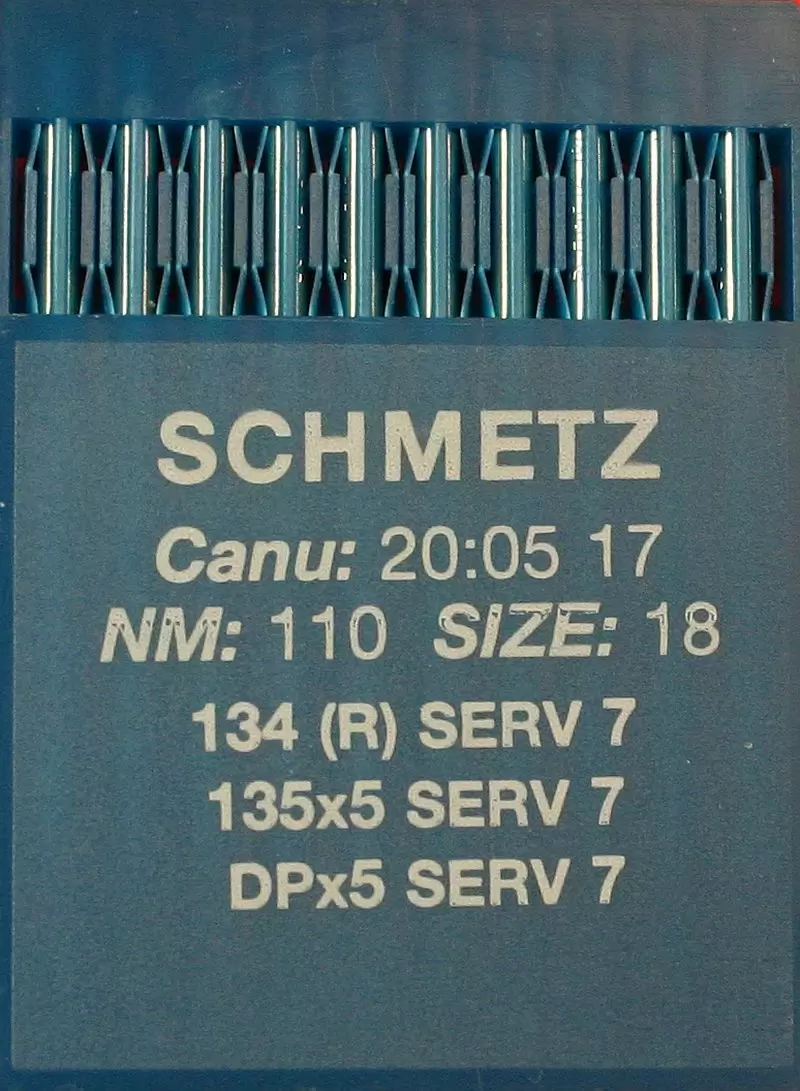 SCHMETZ
Canu: 20:05 17
NM: 110 SIZE: 18
134 (R) SERV 7
135x5 SERV 7
DPx5 SERV 7